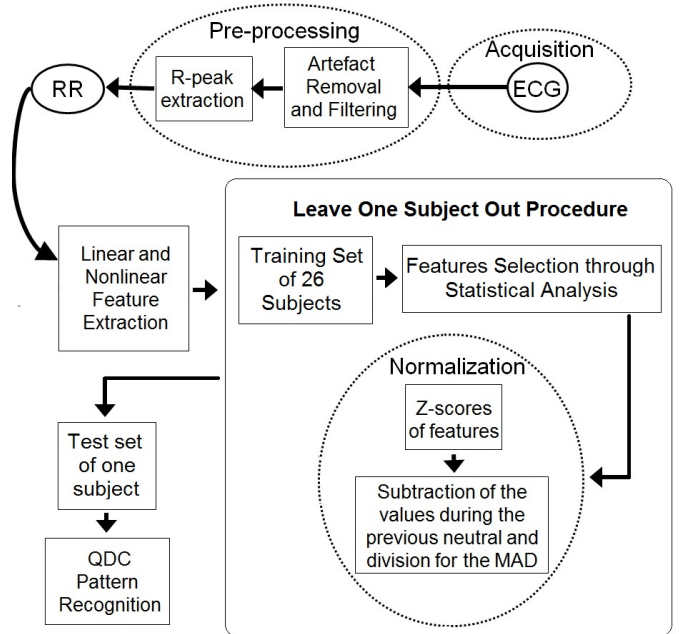 Pre-processing
Acquisition
ECG
Artefact
Removal
and Filtering
R-peak
extraction
RR
Linear and
Nonlinear
Feature
Extraction
Leave One Subject Out Procedure
Training Set
of 26
Subjects
Features Selection through
Statistical Analysis
Normalization
Z-scores
of features
Subtraction of the
values during the
previous neutral and
division for the MAD
Test set
of one
subject
QDC
Pattern
Recognition